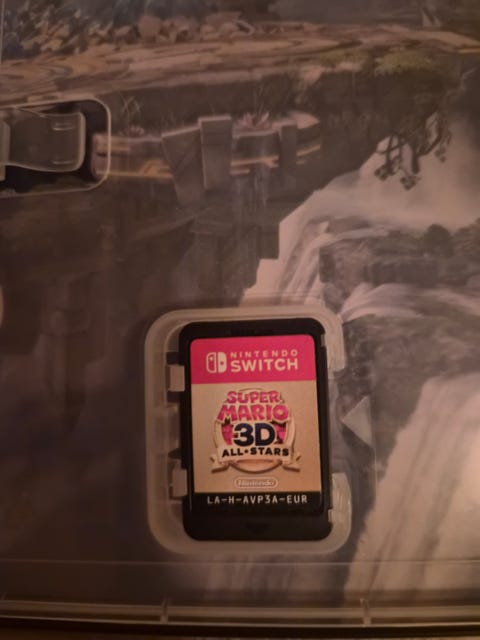 NINTENDO
SWITCH
SUPER
MARIO
3D
ALL★STARS
Nintendo
LA-H-AVP3A-EUR